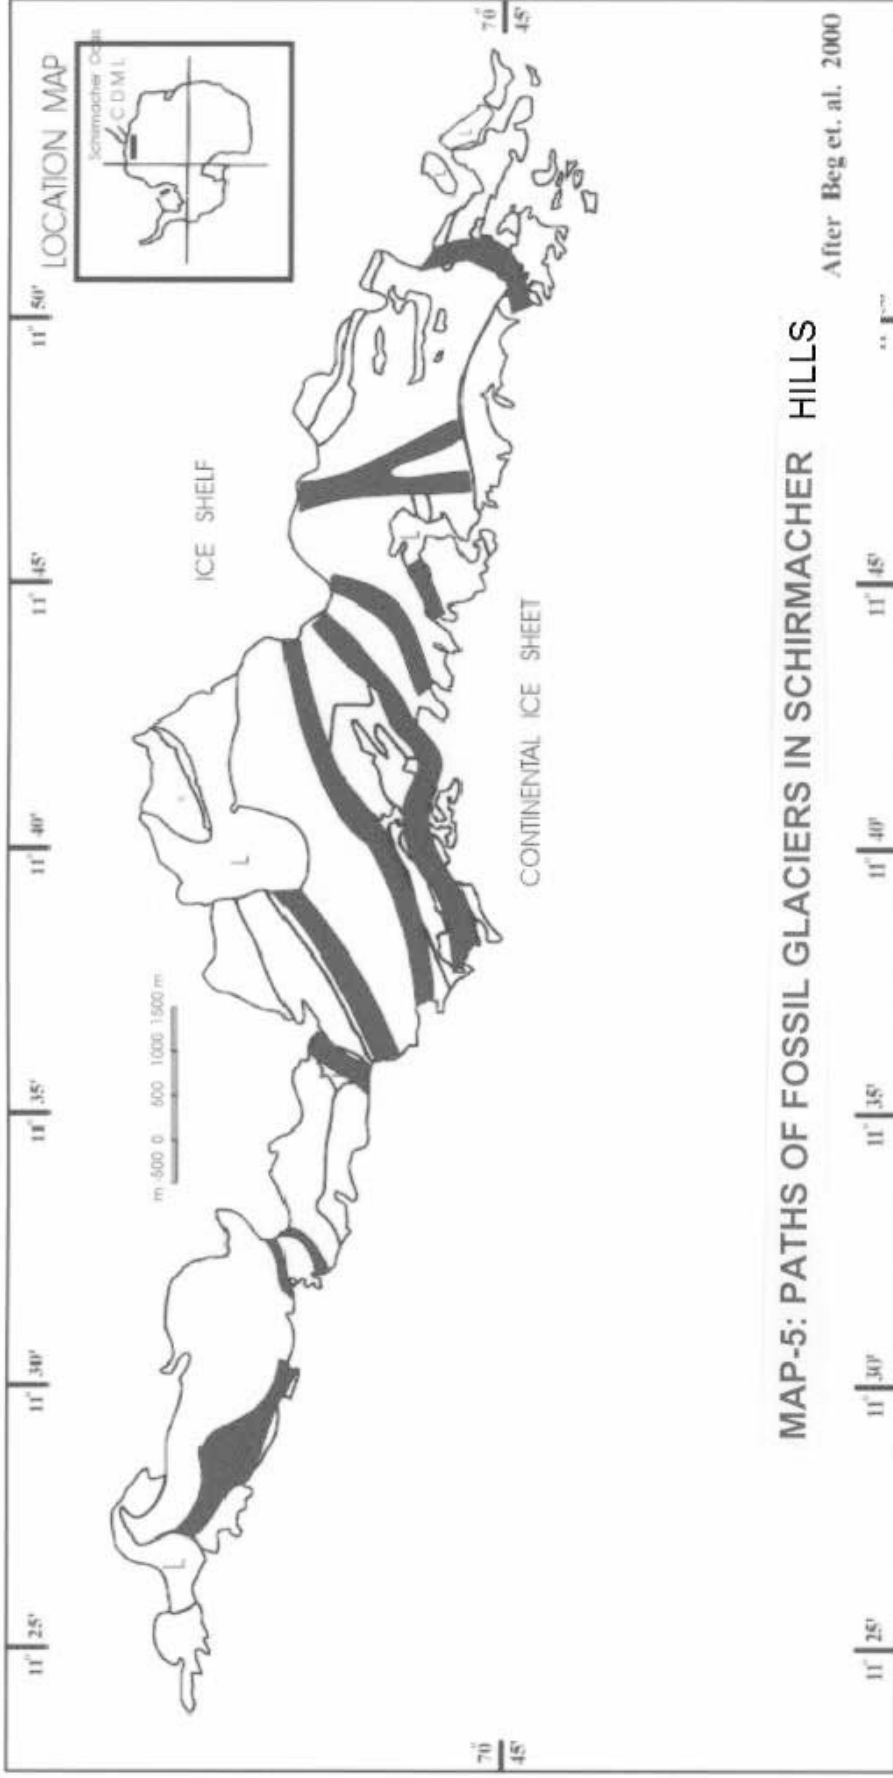 LOCATION MAP
Schirmacher Oasis
C D M L
11° 25'
11° 30'
11° 35'
11° 40'
11° 45'
11° 50'
m 500 0 500 1000 1500 m
ICE SHELF
L
L
L
L
L
CONTINENTAL ICE SHEET
70° 45'
70° 45'
MAP-5: PATHS OF FOSSIL GLACIERS IN SCHIRMACHER HILLS
After Beg et. al. 2000
11° 25'
11° 30'
11° 35'
11° 40'
11° 45'